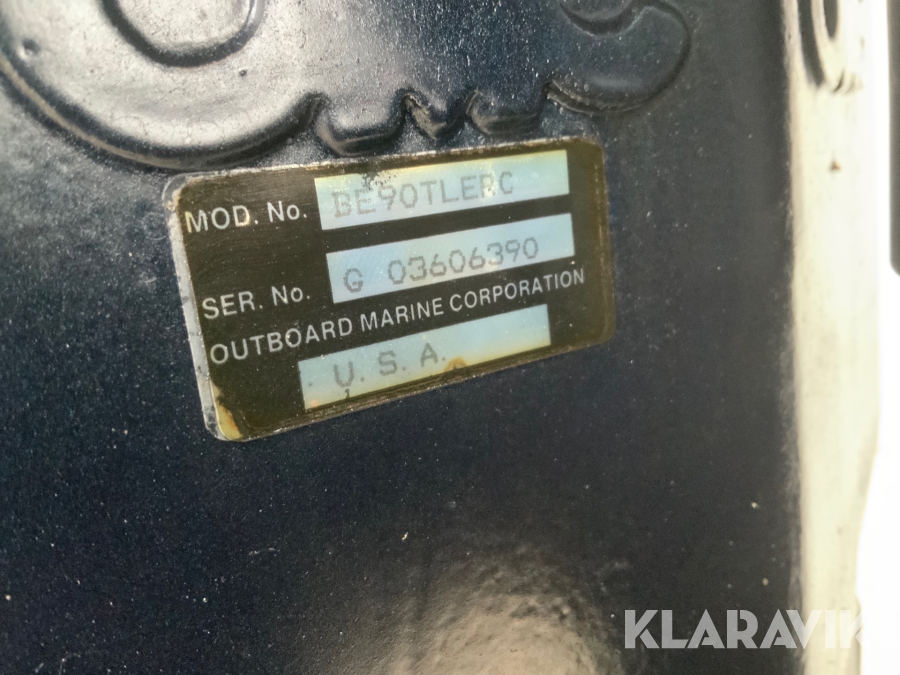 MOD. No. BE90TLERC
SER. No. G 03606390
OUTBOARD MARINE CORPORATION
U. S. A.
KLARAVIK